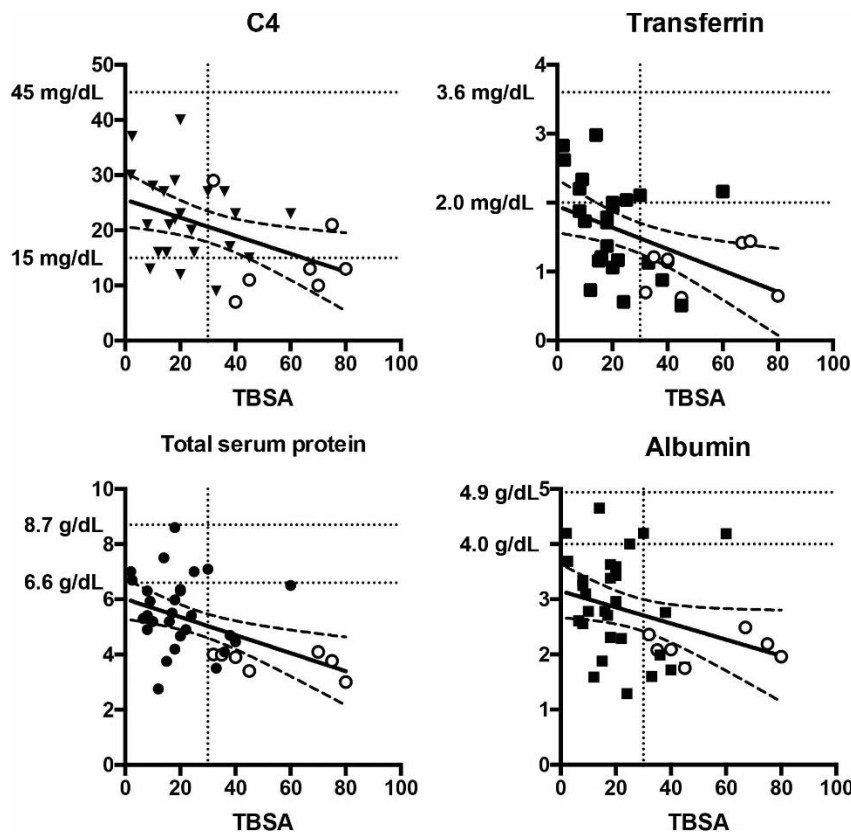 C4
50
45 mg/dL
40
30
20
15 mg/dL
10
0
0 20 40 60 80 100
TBSA
Transferrin
4
3.6 mg/dL
3
2.0 mg/dL
2
1
0
0 20 40 60 80 100
TBSA
Total serum protein
10
8.7 g/dL
8
6.6 g/dL
6
4
2
0
0 20 40 60 80 100
TBSA
Albumin
5
4.9 g/dL
4.0 g/dL
4
3
2
1
0
0 20 40 60 80 100
TBSA